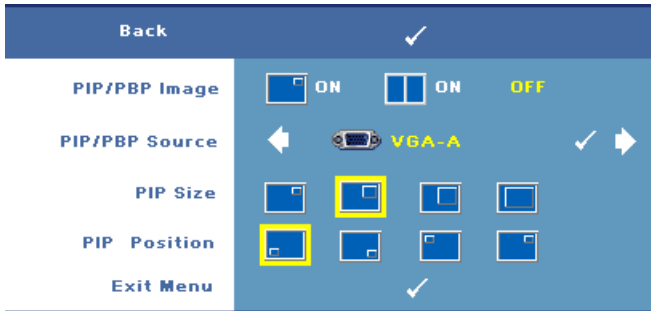 Back
PIP/PBP Image ON ON OFF
PIP/PBP Source VGA-A
PIP Size
PIP Position
Exit Menu